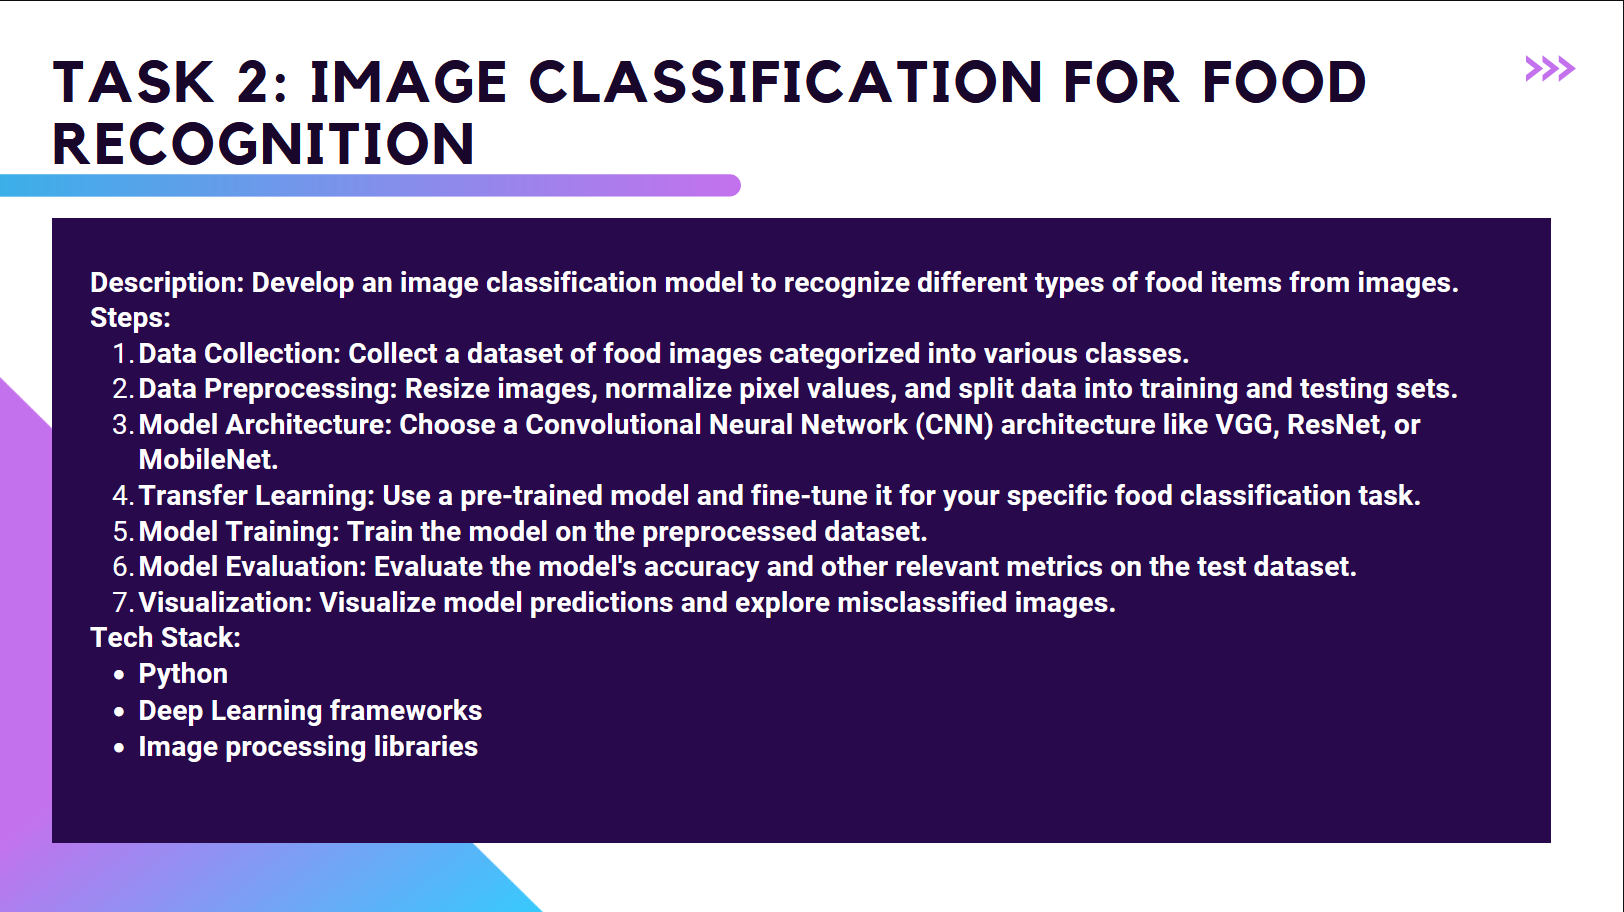 TASK 2: IMAGE CLASSIFICATION FOR FOOD
RECOGNITION
Description: Develop an image classification model to recognize different types of food items from images.
Steps:
1. Data Collection: Collect a dataset of food images categorized into various classes.
2. Data Preprocessing: Resize images, normalize pixel values, and split data into training and testing sets.
3. Model Architecture: Choose a Convolutional Neural Network (CNN) architecture like VGG, ResNet, or
MobileNet.
4. Transfer Learning: Use a pre-trained model and fine-tune it for your specific food classification task.
5. Model Training: Train the model on the preprocessed dataset.
6. Model Evaluation: Evaluate the model's accuracy and other relevant metrics on the test dataset.
7. Visualization: Visualize model predictions and explore misclassified images.
Tech Stack:
• Python
• Deep Learning frameworks
• Image processing libraries